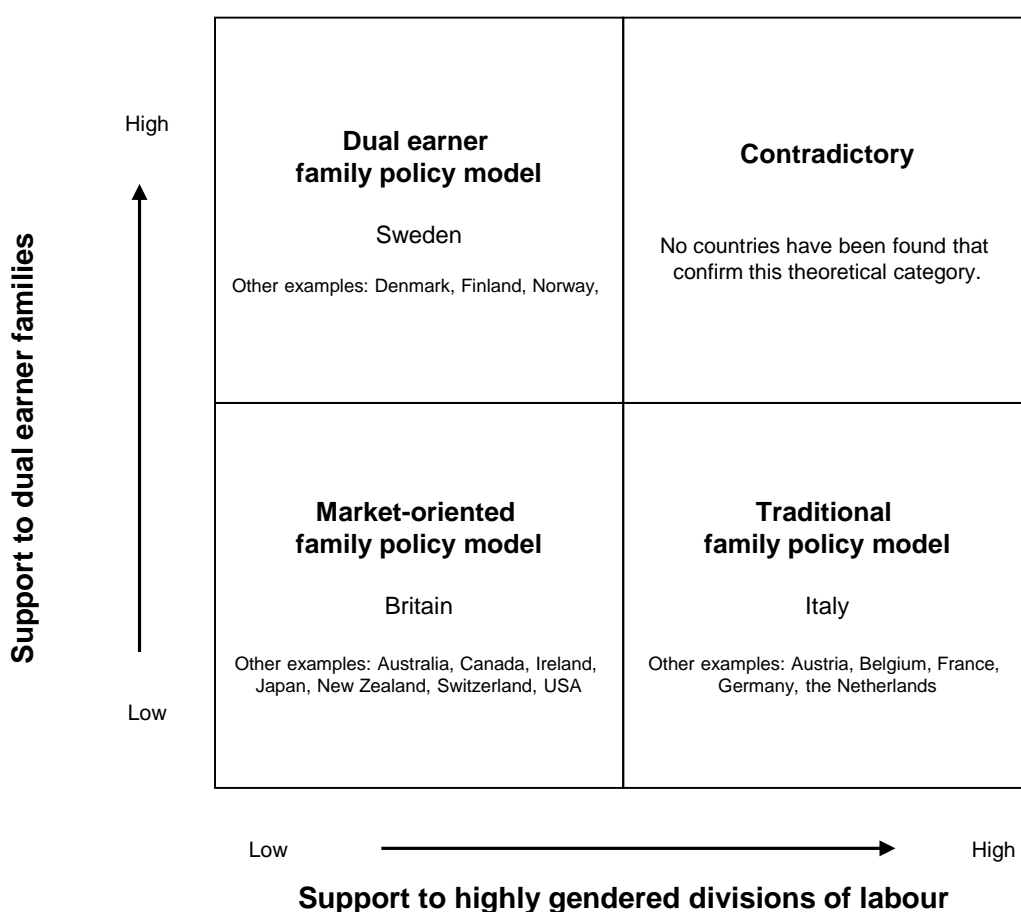 High
Dual earner
family policy model
Sweden
Other examples: Denmark, Finland, Norway,
Contradictory
No countries have been found that
confirm this theoretical category.
Support to dual earner families
Market-oriented
family policy model
Britain
Other examples: Australia, Canada, Ireland,
Japan, New Zealand, Switzerland, USA
Traditional
family policy model
Italy
Other examples: Austria, Belgium, France,
Germany, the Netherlands
Low
Low
High
Support to highly gendered divisions of labour